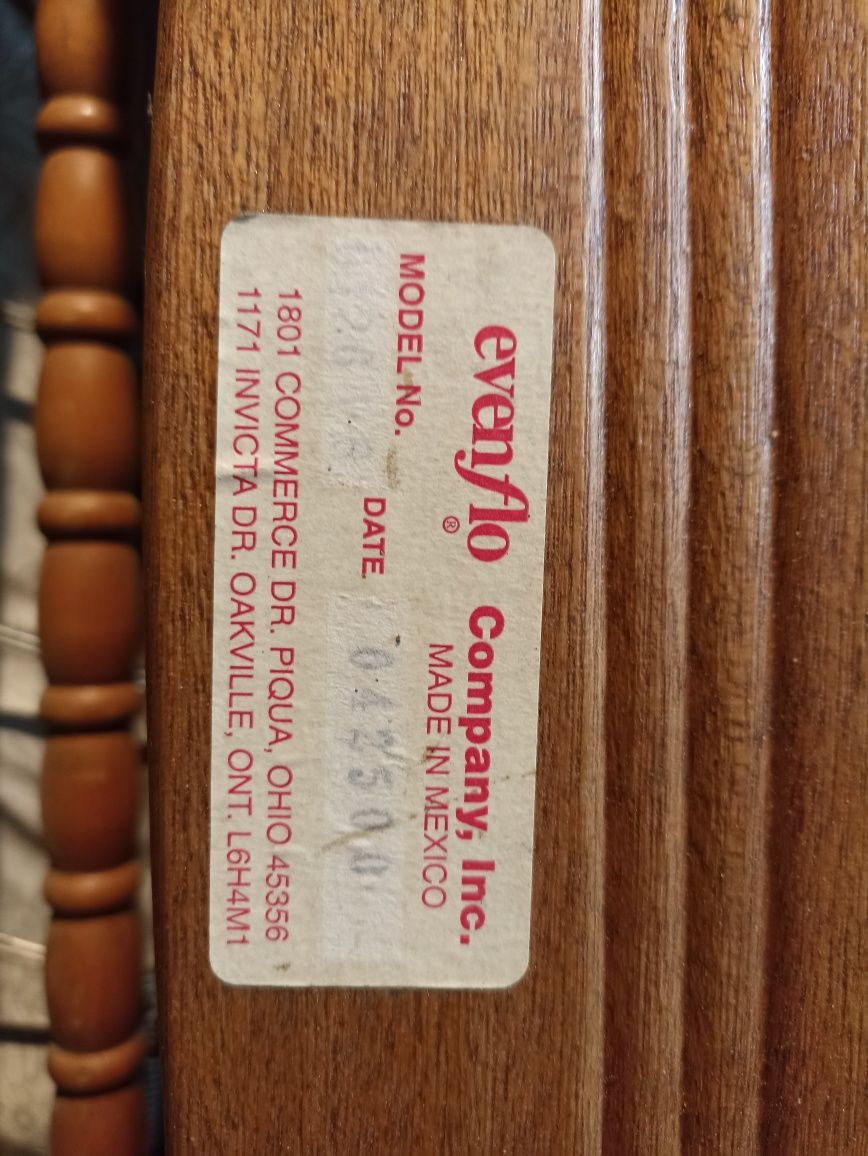 evenflo® Company, Inc.
MADE IN MEXICO
MODEL No.
DATE
042500
1801 COMMERCE DR. PIQUA, OHIO 45356
1171 INVICTA DR. OAKVILLE, ONT. L6H4M1